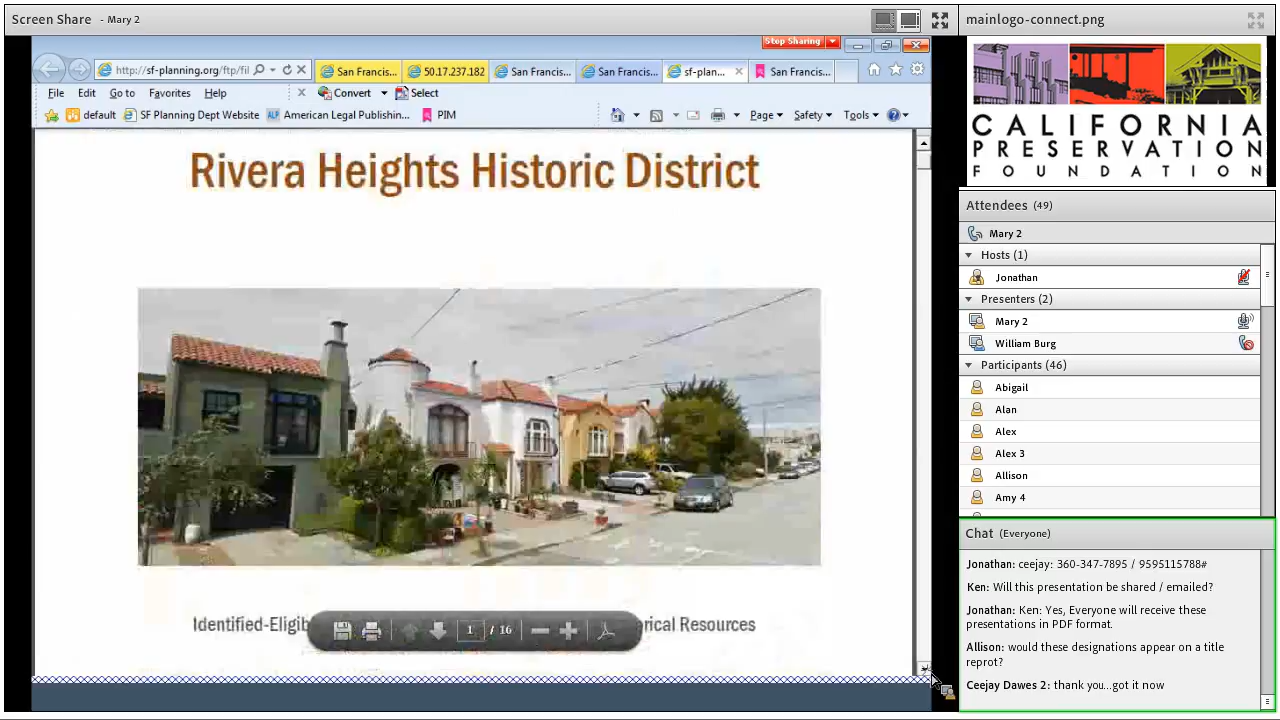 Screen Share - Mary 2
mainlogo-connect.png
Stop Sharing
http://sf-planning.org/ftp/fil
San Francis...
50.17.237.182
San Francis...
San Francis...
sf-plan...
San Francis...
File Edit Go to Favorites Help
x Convert Select
default SF Planning Dept Website American Legal Publishin... PIM
Page Safety Tools
Rivera Heights Historic District
Identified-Eligib rical Resources
1 / 16
CALIFORNIA
PRESERVATION
FOUNDATION
Attendees (49)
Mary 2
Hosts (1)
Jonathan
Presenters (2)
Mary 2
William Burg
Participants (46)
Abigail
Alan
Alex
Alex 3
Allison
Amy 4
Chat (Everyone)
Jonathan: ceejay: 360-347-7895 / 9595115788#
Ken: Will this presentation be shared / emailed?
Jonathan: Ken: Yes, Everyone will receive these
presentations in PDF format.
Allison: would these designations appear on a title
reprot?
Ceejay Dawes 2: thank you...got it now